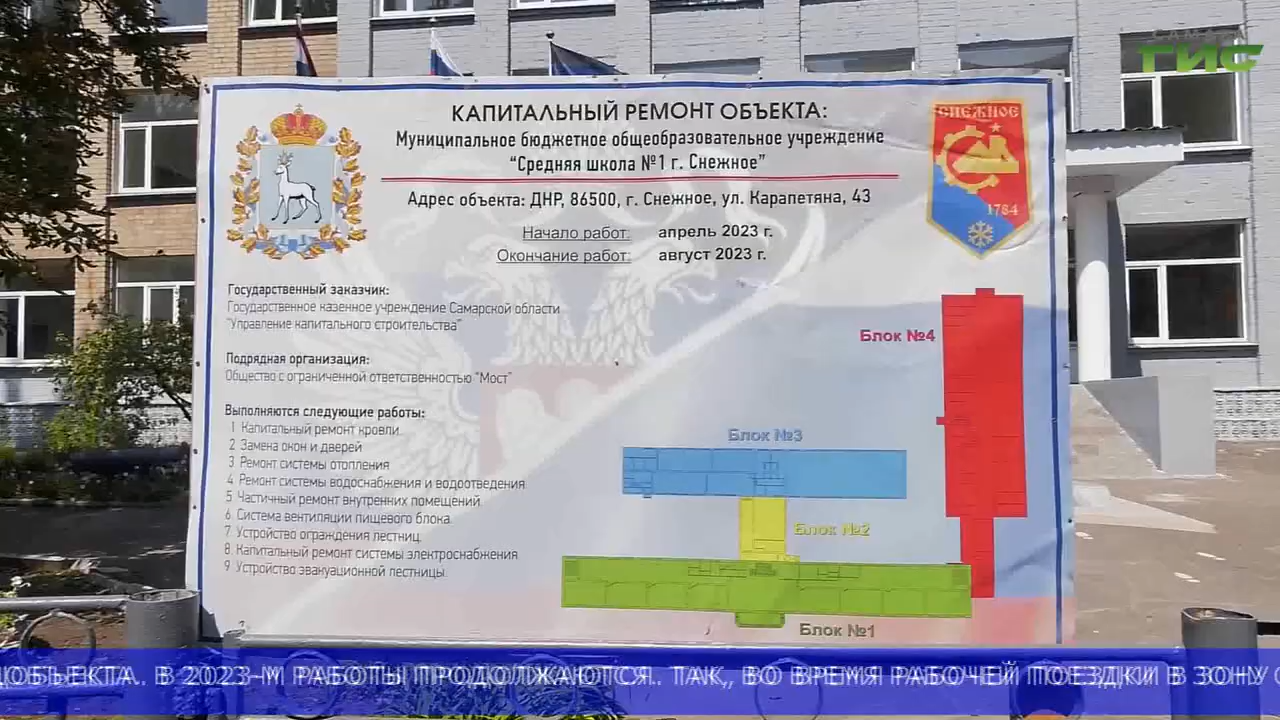 САМАРА
ГИС
КАПИТАЛЬНЫЙ РЕМОНТ ОБЪЕКТА:
Муниципальное бюджетное общеобразовательное учреждение
“Средняя школа №1 г. Снежное”
Адрес объекта: ДНР, 86500, г. Снежное, ул. Карапетяна, 43
Начало работ: апрель 2023 г.
Окончание работ: август 2023 г.
СНЕЖНОЕ
1784
Государственный заказчик:
Государственное казенное учреждение Самарской области
"Управление капитального строительства"
Подрядная организация:
Общество с ограниченной ответственностью "Мост"
Выполняются следующие работы:
1 Капитальный ремонт кровли.
2 Замена окон и дверей
3 Ремонт системы отопления
4 Ремонт системы водоснабжения и водоотведения.
5 Частичный ремонт внутренних помещений.
6 Система вентиляции пищевого блока.
7 Устройство ограждения лестниц.
8 Капитальный ремонт системы электроснабжения.
9 Устройство эвакуационной лестницы.
Блок №4
Блок №3
Блок №2
Блок №1
ОБЪЕКТА. В 2023-М РАБОТЫ ПРОДОЛЖАЮТСЯ. ТАК, ВО ВРЕМЯ РАБОЧЕЙ ПОЕЗДКИ В ЗОНУ